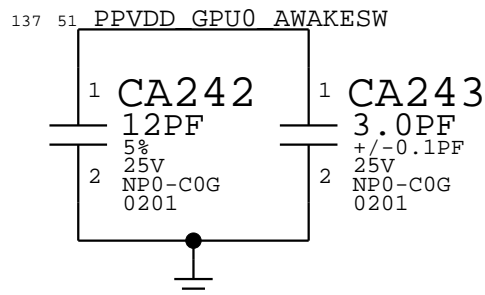 137 51 PPVDD_GPU0_AWAKESW
1 CA242
12PF
5%
25V
2 NP0-C0G
0201
1 CA243
3.0PF
+/-0.1PF
25V
2 NP0-C0G
0201